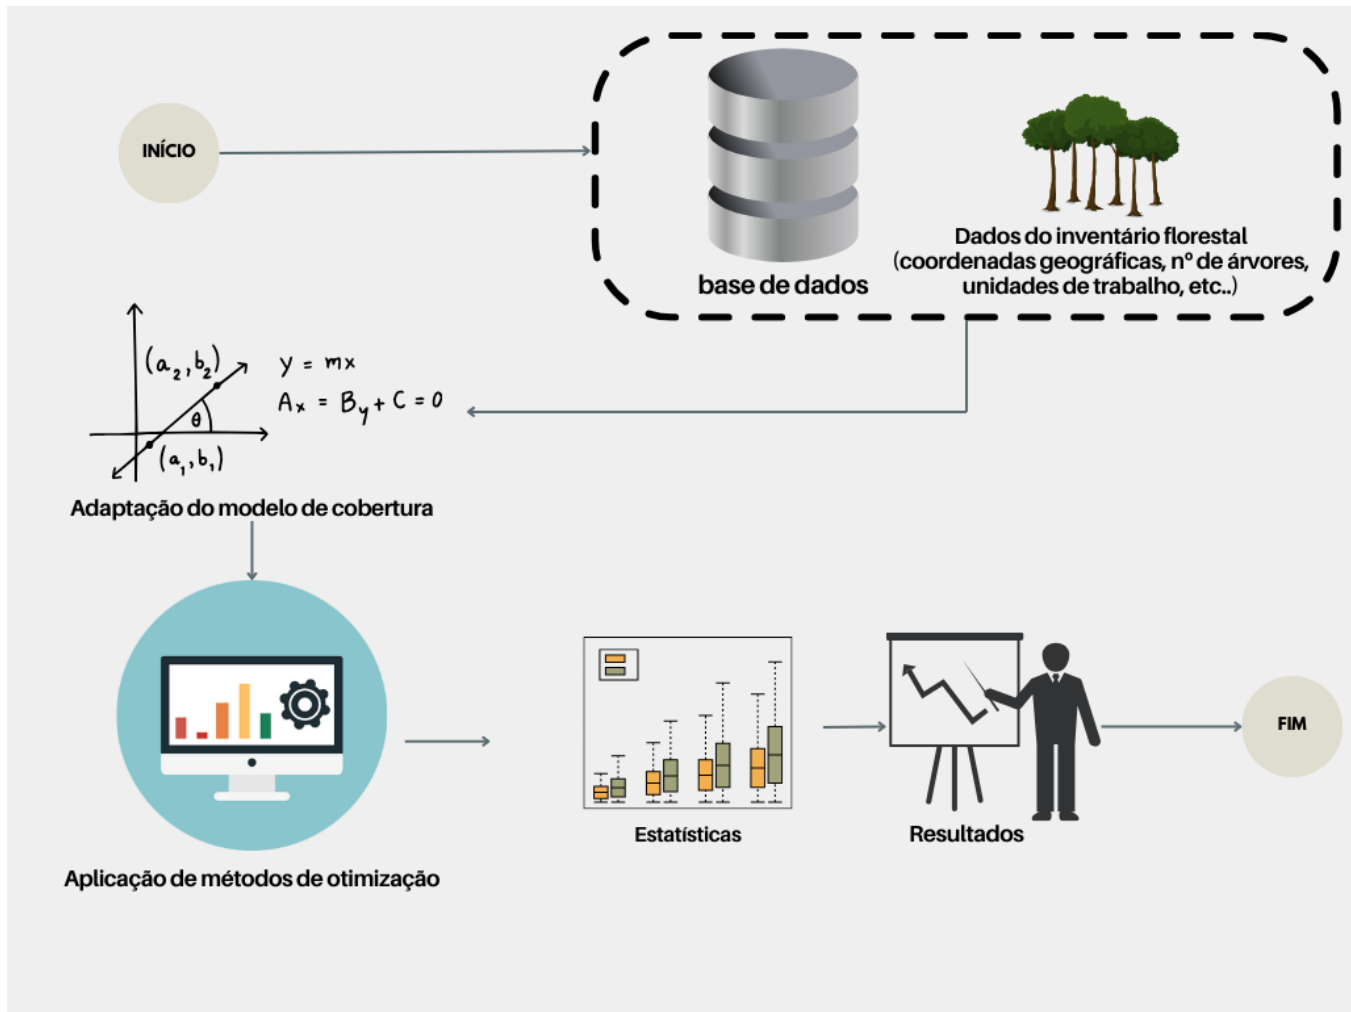 INÍCIO
base de dados
Dados do inventário florestal
(coordenadas geográficas, nº de árvores,
unidades de trabalho, etc..)
(a₂, b₂)
y = mx
Ax = By + C = 0
θ
(a₁, b₁)
Adaptação do modelo de cobertura
Aplicação de métodos de otimização
Estatísticas
Resultados
FIM